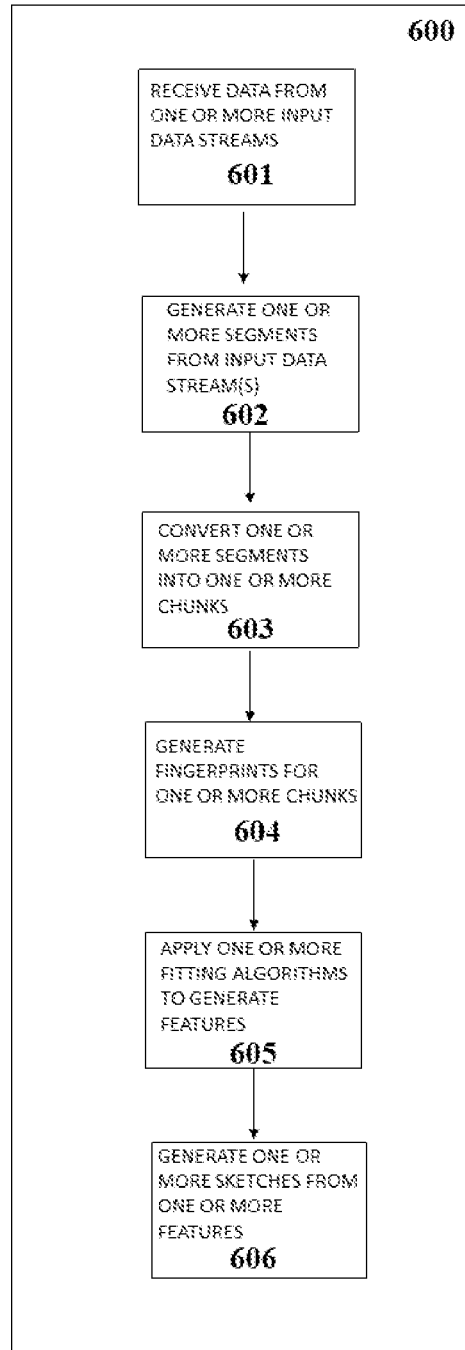 600
RECEIVE DATA FROM
ONE OR MORE INPUT
DATA STREAMS
601
GENERATE ONE OR
MORE SEGMENTS
FROM INPUT DATA
STREAM(S)
602
CONVERT ONE OR
MORE SEGMENTS
INTO ONE OR MORE
CHUNKS
603
GENERATE
FINGERPRINTS FOR
ONE OR MORE CHUNKS
604
APPLY ONE OR MORE
FITTING ALGORITHMS
TO GENERATE
FEATURES
605
GENERATE ONE OR
MORE SKETCHES FROM
ONE OR MORE
FEATURES
606